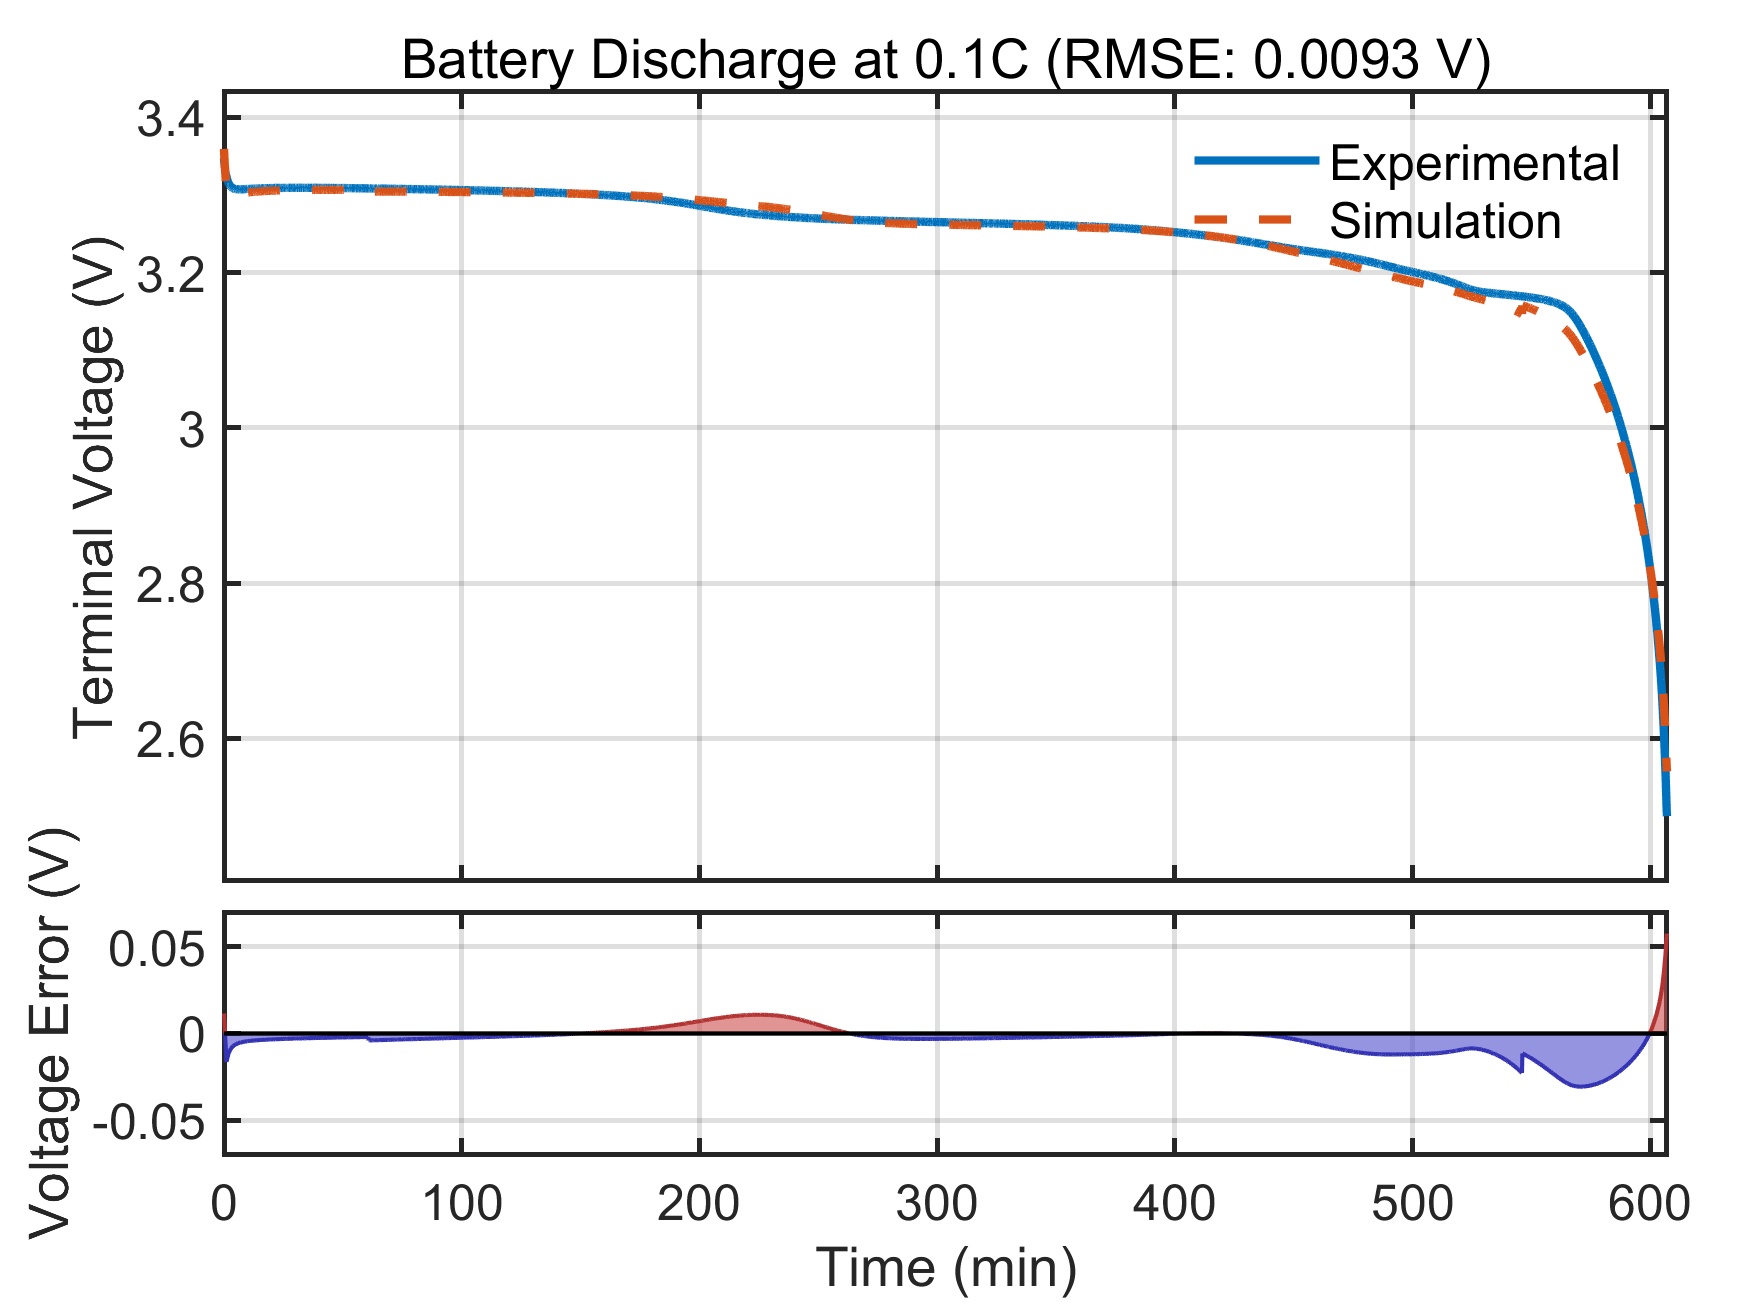 Battery Discharge at 0.1C (RMSE: 0.0093 V)
3.4
3.2
3
2.8
2.6
Terminal Voltage (V)
Experimental
Simulation
0.05
0
-0.05
Voltage Error (V)
0 100 200 300 400 500 600
Time (min)